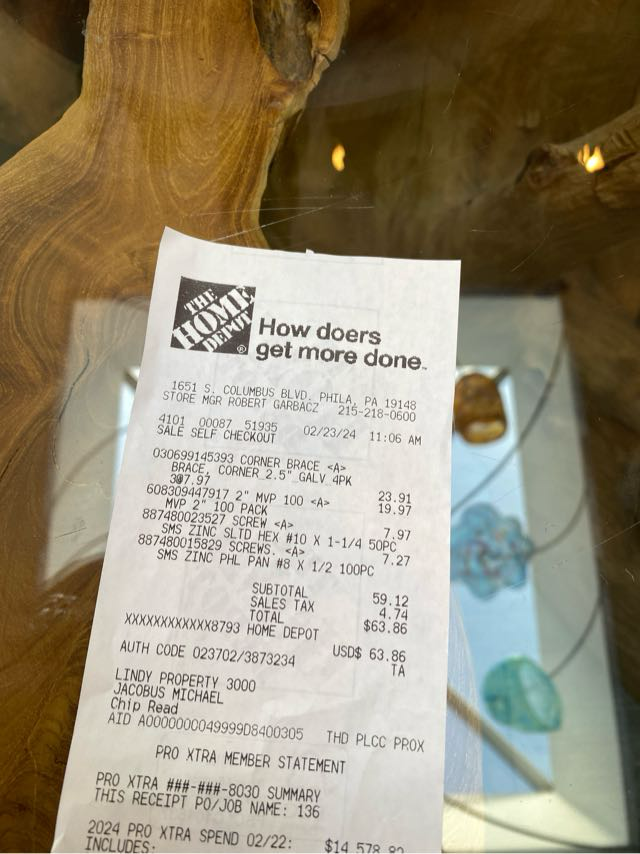 THE
HOME
DEPOT
How doers
get more done™
1651 S. COLUMBUS BLVD. PHILA, PA 19148
STORE MGR ROBERT GARBACZ 215-218-0600
4101 00087 51935 02/23/24 11:06 AM
SALE SELF CHECKOUT
030699145393 CORNER BRACE <A>
BRACE, CORNER 2.5" GALV 4PK
3@7.97 23.91
608309447917 2" MVP 100 <A> 19.97
MVP 2" 100 PACK
887480023527 SCREW <A> 7.97
SMS ZINC SLTD HEX #10 X 1-1/4 50PC
887480015829 SCREWS. <A> 7.27
SMS ZINC PHL PAN #8 X 1/2 100PC
SUBTOTAL 59.12
SALES TAX 4.74
TOTAL $63.86
XXXXXXXXXXXX8793 HOME DEPOT
USD$ 63.86
AUTH CODE 023702/3873234 TA
LINDY PROPERTY 3000
JACOBUS MICHAEL
Chip Read
AID A0000000049999D8400305 THD PLCC PROX
PRO XTRA MEMBER STATEMENT
PRO XTRA ###-###-8030 SUMMARY
THIS RECEIPT PO/JOB NAME: 136
2024 PRO XTRA SPEND 02/22: $14,578.82
INCLUDES: